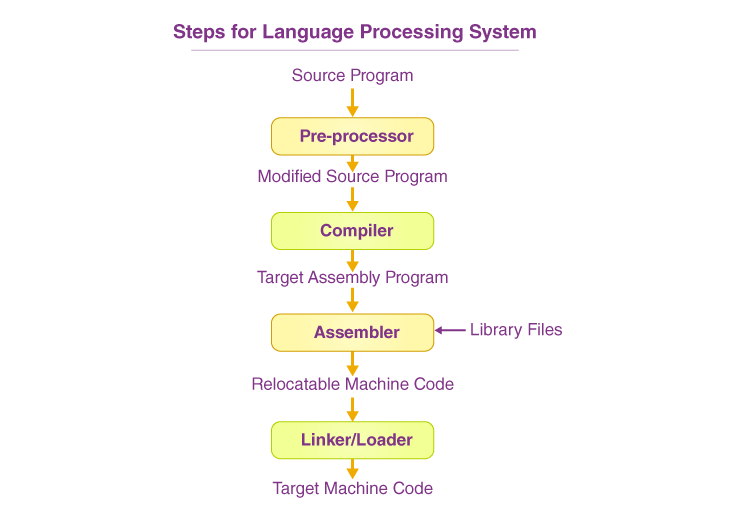 Steps for Language Processing System
Source Program
Pre-processor
Modified Source Program
Compiler
Target Assembly Program
Assembler
Library Files
Relocatable Machine Code
Linker/Loader
Target Machine Code